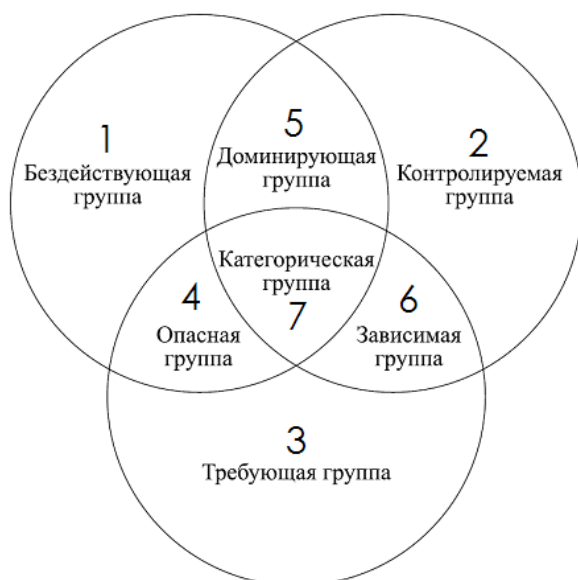 1
Бездействующая
группа
5
Доминирующая
группа
2
Контролируемая
группа
Категорическая
группа
7
4
Опасная
группа
6
Зависимая
группа
3
Требующая группа